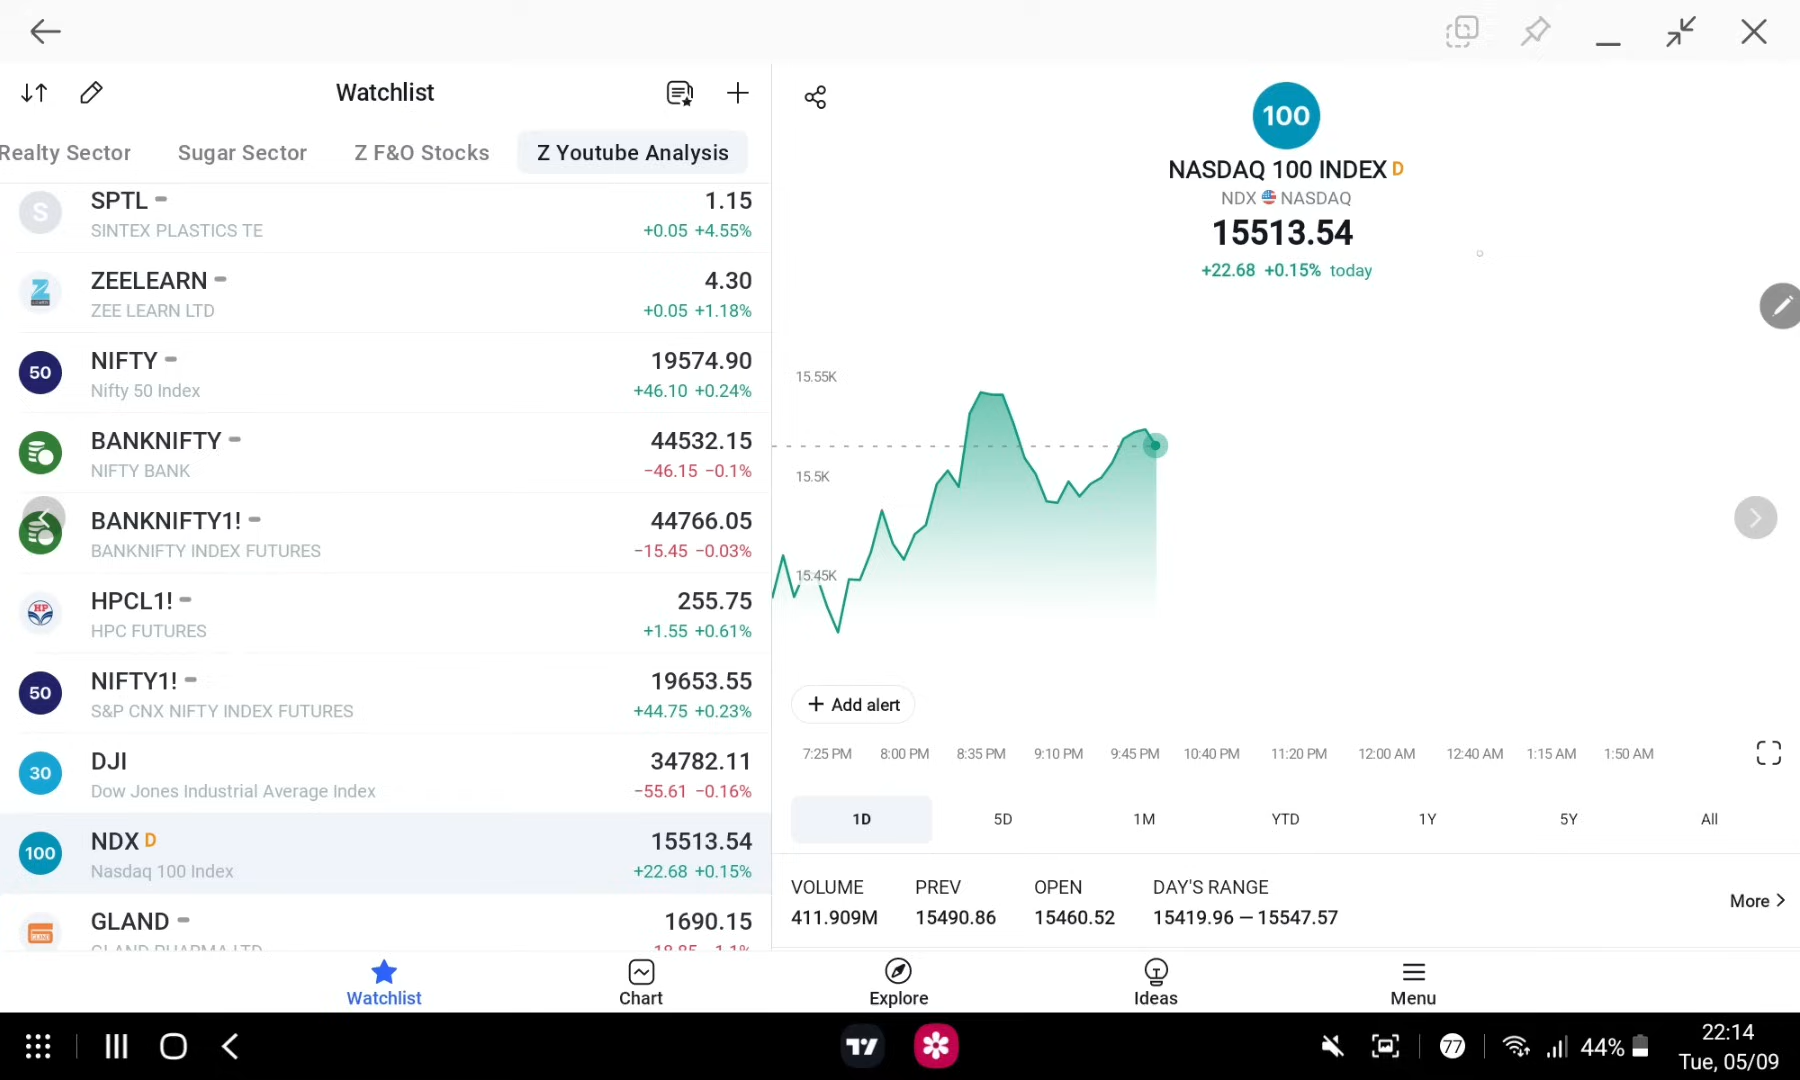 Watchlist
Realty Sector
Sugar Sector
Z F&O Stocks
Z Youtube Analysis
S
SPTL
1.15
SINTEX PLASTICS TE
+0.05 +4.55%
ZEELEARN
4.30
ZEE LEARN LTD
+0.05 +1.18%
50
NIFTY
19574.90
Nifty 50 Index
+46.10 +0.24%
BANKNIFTY
44532.15
NIFTY BANK
−46.15 −0.1%
BANKNIFTY1!
44766.05
BANKNIFTY INDEX FUTURES
−15.45 −0.03%
HP
HPCL1!
255.75
HPC FUTURES
+1.55 +0.61%
50
NIFTY1!
19653.55
S&P CNX NIFTY INDEX FUTURES
+44.75 +0.23%
30
DJI
34782.11
Dow Jones Industrial Average Index
−55.61 −0.16%
100
NDX D
15513.54
Nasdaq 100 Index
+22.68 +0.15%
GLAND
1690.15
GLAND PHARMA LTD
−18.85 −1.1%
100
NASDAQ 100 INDEX D
NDX NASDAQ
15513.54
+22.68 +0.15% today
15.55K
15.5K
15.45K
+ Add alert
7:25 PM 8:00 PM 8:35 PM 9:10 PM 9:45 PM 10:40 PM 11:20 PM 12:00 AM 12:40 AM 1:15 AM 1:50 AM
1D 5D 1M YTD 1Y 5Y All
VOLUME PREV OPEN DAY'S RANGE
411.909M 15490.86 15460.52 15419.96 – 15547.57
More
Watchlist
Chart
Explore
Ideas
Menu
77
44%
22:14
Tue, 05/09